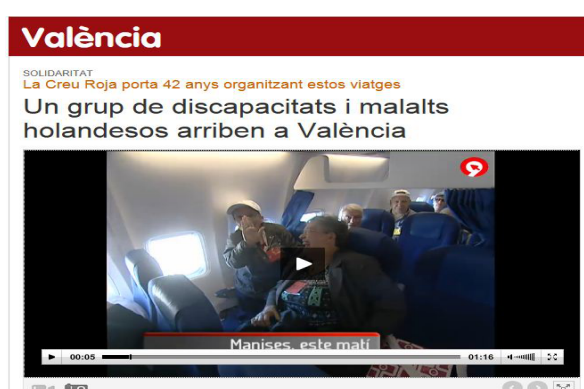 València
SOLIDARITAT
La Creu Roja porta 42 anys organitzant estos viatges
Un grup de discapacitats i malalts
holandesos arriben a València
Manises, este matí
00:05
01:16